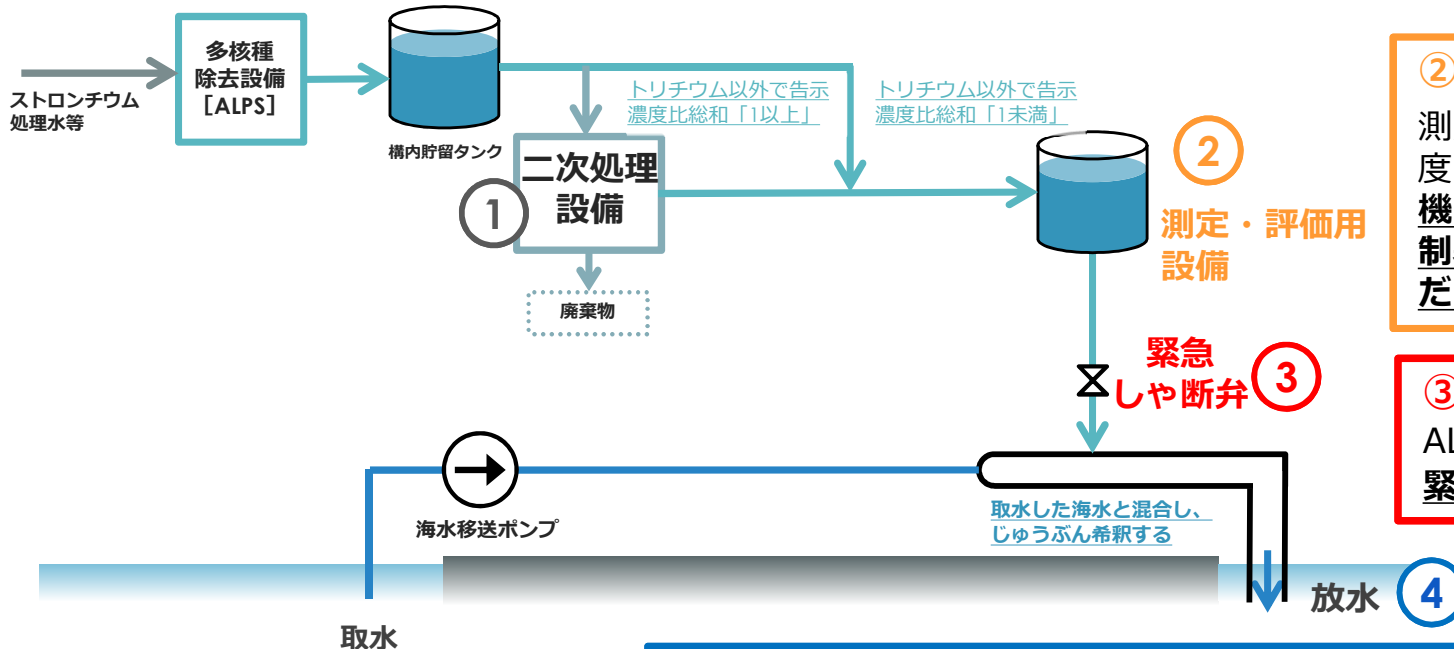 ストロンチウム
処理水等
多核種
除去設備
[ALPS]
構内貯留タンク
トリチウム以外で告示
濃度比総和「1以上」
トリチウム以外で告示
濃度比総和「1未満」
①
二次処理
設備
廃棄物
②
測定・評価用
設備
緊急
しや断弁
③
海水移送ポンプ
取水した海水と混合し、
じゅうぶん希釈する
取水
放水
④
②
測
度
機
制
だ
③
AL
緊